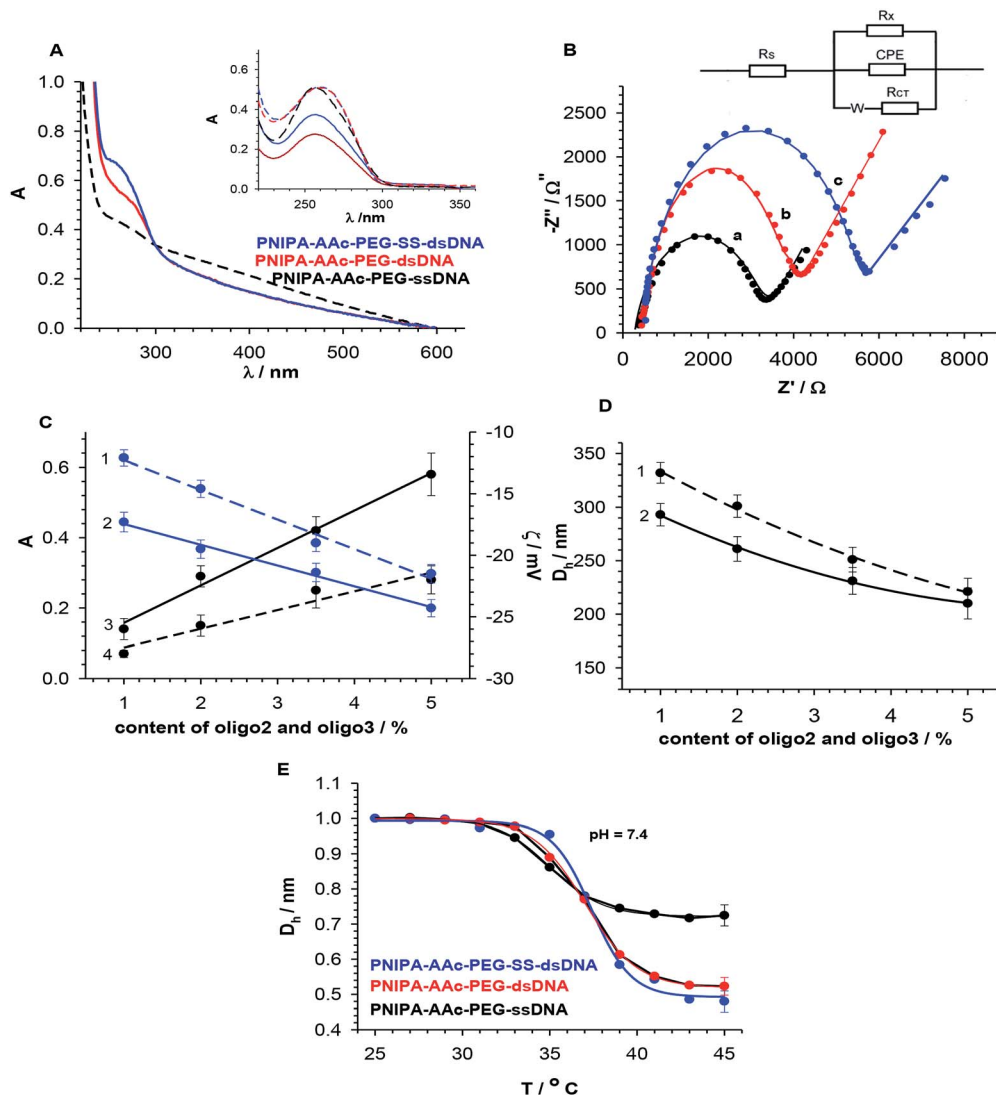 A
A
1.0
0.8
0.6
0.4
0.2
0.0
300
400
500
600
λ / nm
A
0.6
0.4
0.2
0.0
250
300
350
λ /nm
PNIPA-AAc-PEG-SS-dsDNA
PNIPA-AAc-PEG-dsDNA
PNIPA-AAc-PEG-ssDNA
B
Rx
Rs
CPE
W
RCT
-Z'' / Ω''
2500
2000
1500
1000
500
0
a
b
c
0
2000
4000
6000
8000
Z' / Ω
C
A
0.6
0.4
0.2
0.0
1
2
3
4
-10
-15
-20
-25
-30
ζ / mV
1
2
3
4
5
content of oligo2 and oligo3 / %
D
Dh / nm
350
330
300
250
210
170
130
1
2
1
2
3
4
5
content of oligo2 and oligo3 / %
E
Dh / nm
1.1
1.0
0.9
0.8
0.7
0.6
0.5
0.4
pH = 7.4
PNIPA-AAc-PEG-SS-dsDNA
PNIPA-AAc-PEG-dsDNA
PNIPA-AAc-PEG-ssDNA
25
30
35
40
45
T / ° C